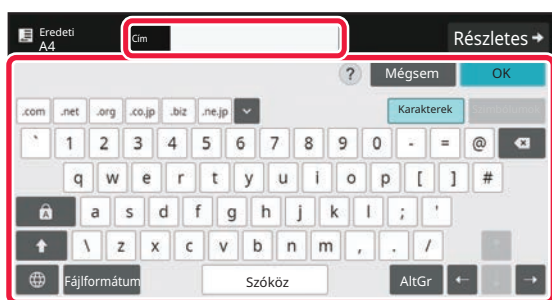 Eredeti
A4
Cím
Részletes
? Mégsem OK
.com .net .org .co.jp .biz .ne.jp Karakterek
` 1 2 3 4 5 6 7 8 9 0 - = @
q w e r t y u i o p [ ] #
A a s d f g h j k l ; '
\ z x c v b n m , . /
Fájlformátum Szóköz AltGr